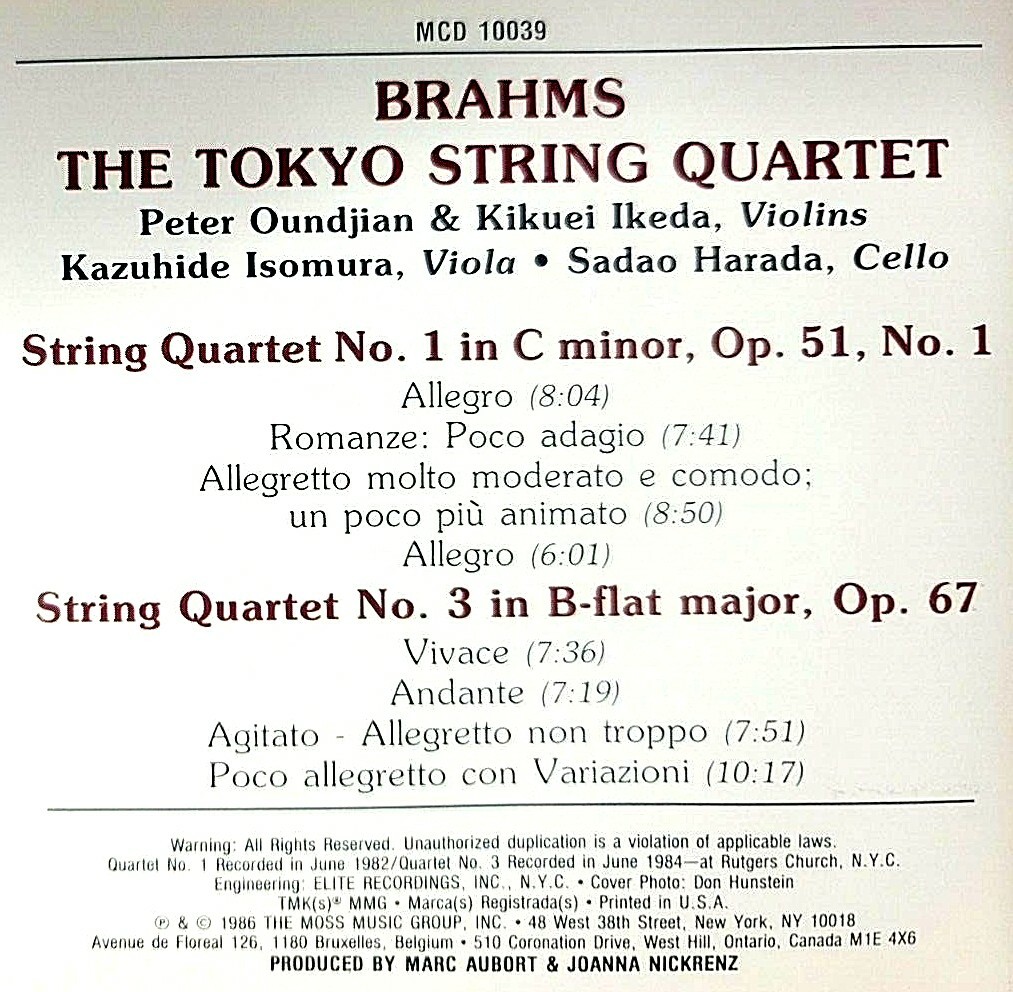 MCD 10039
BRAHMS
THE TOKYO STRING QUARTET
Peter Oundjian & Kikuei Ikeda, Violins
Kazuhide Isomura, Viola • Sadao Harada, Cello
String Quartet No. 1 in C minor, Op. 51, No. 1
Allegro (8:04)
Romanze: Poco adagio (7:41)
Allegretto molto moderato e comodo;
un poco più animato (8:50)
Allegro (6:01)
String Quartet No. 3 in B-flat major, Op. 67
Vivace (7:36)
Andante (7:19)
Agitato - Allegretto non troppo (7:51)
Poco allegretto con Variazioni (10:17)
Warning: All Rights Reserved. Unauthorized duplication is a violation of applicable laws.
Quartet No. 1 Recorded in June 1982/Quartet No. 3 Recorded in June 1984—at Rutgers Church, N.Y.C.
Engineering: ELITE RECORDINGS, INC., N.Y.C. • Cover Photo: Don Hunstein
TMK(s)® MMG • Marca(s) Registrada(s) • Printed in U.S.A.
℗ & © 1986 THE MOSS MUSIC GROUP, INC. • 48 West 38th Street, New York, NY 10018
Avenue de Floreal 126, 1180 Bruxelles, Belgium • 510 Coronation Drive, West Hill, Ontario, Canada M1E 4X6
PRODUCED BY MARC AUBORT & JOANNA NICKRENZ